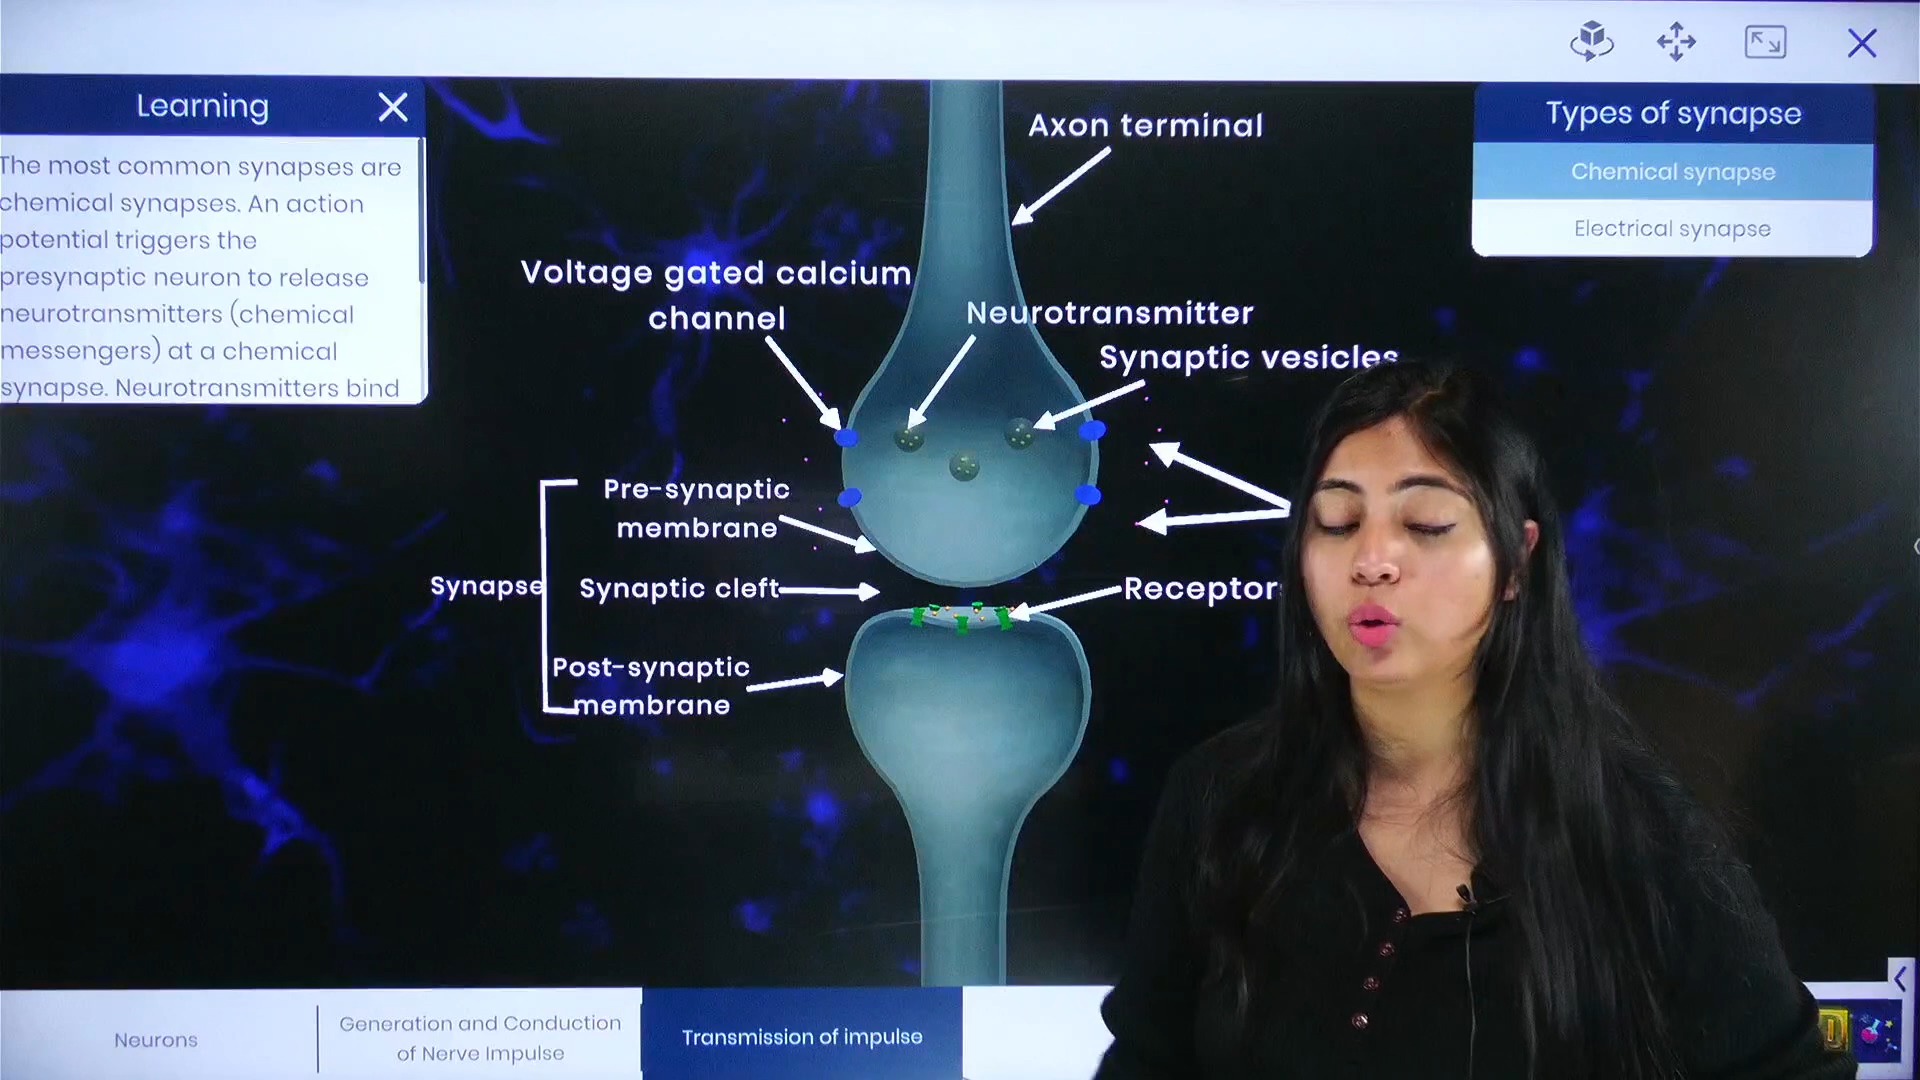 Learning
The most common synapses are
chemical synapses. An action
potential triggers the
presynaptic neuron to release
neurotransmitters (chemical
messengers) at a chemical
synapse. Neurotransmitters bind
Axon terminal
Types of synapse
Chemical synapse
Electrical synapse
Voltage gated calcium
channel
Neurotransmitter
Synaptic vesicles
Pre-synaptic
membrane
Synapse
Synaptic cleft
Receptor
Post-synaptic
membrane
Neurons
Generation and Conduction
of Nerve Impulse
Transmission of impulse